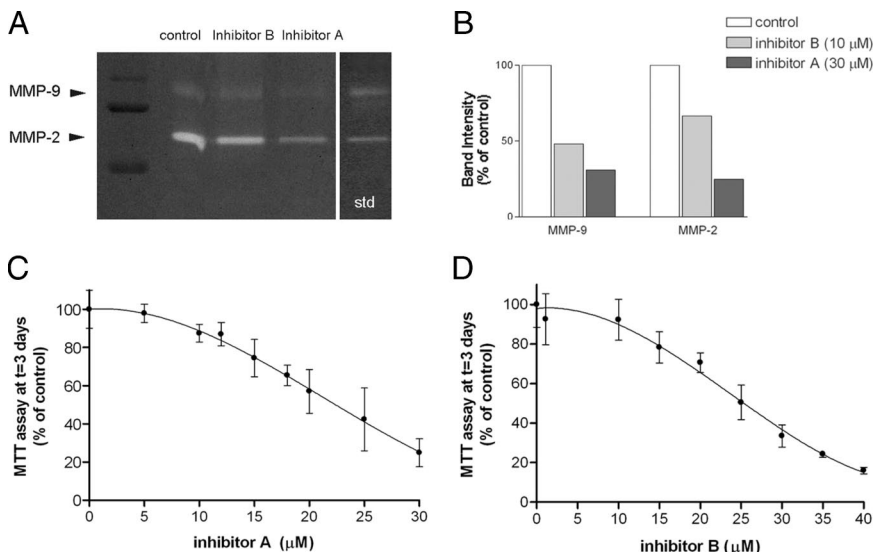 A
control Inhibitor B Inhibitor A
MMP-9
MMP-2
std
B
control
inhibitor B (10 μM)
inhibitor A (30 μM)
Band Intensity
(% of control)
100
50
0
MMP-9 MMP-2
C
MTT assay at t=3 days
(% of control)
100
80
60
40
20
0
0 5 10 15 20 25 30
inhibitor A (μM)
D
MTT assay at t=3 days
(% of control)
100
80
60
40
20
0
0 5 10 15 20 25 30 35 40
inhibitor B (μM)